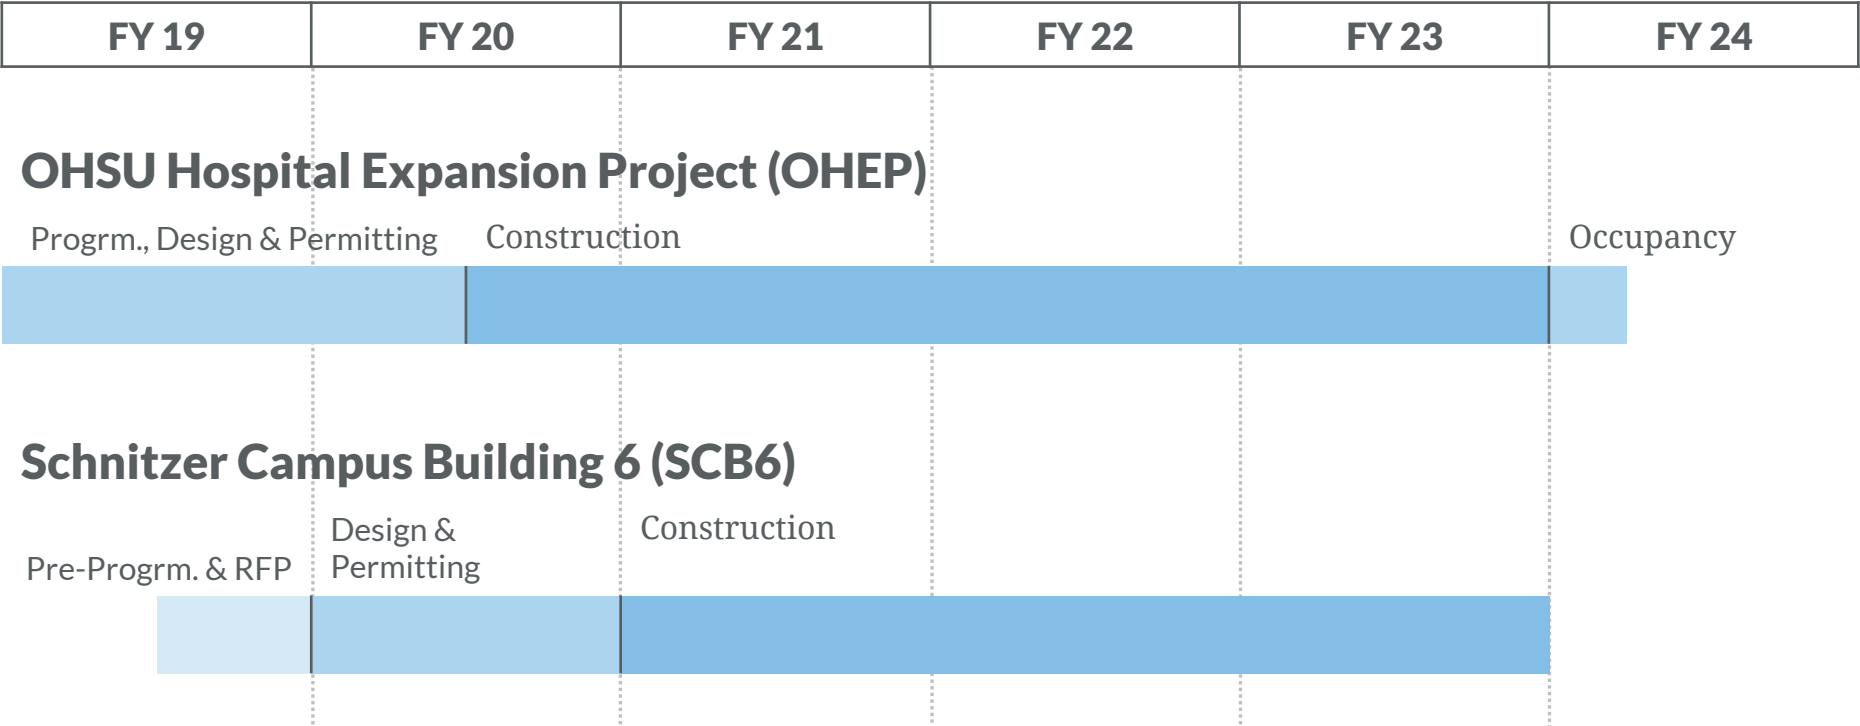 FY 19 FY 20 FY 21 FY 22 FY 23 FY 24
OHSU Hospital Expansion Project (OHEP)
Progrm., Design & Permitting Construction Occupancy
Schnitzer Campus Building 6 (SCB6)
Pre-Progrm. & RFP
Design &
Permitting
Construction